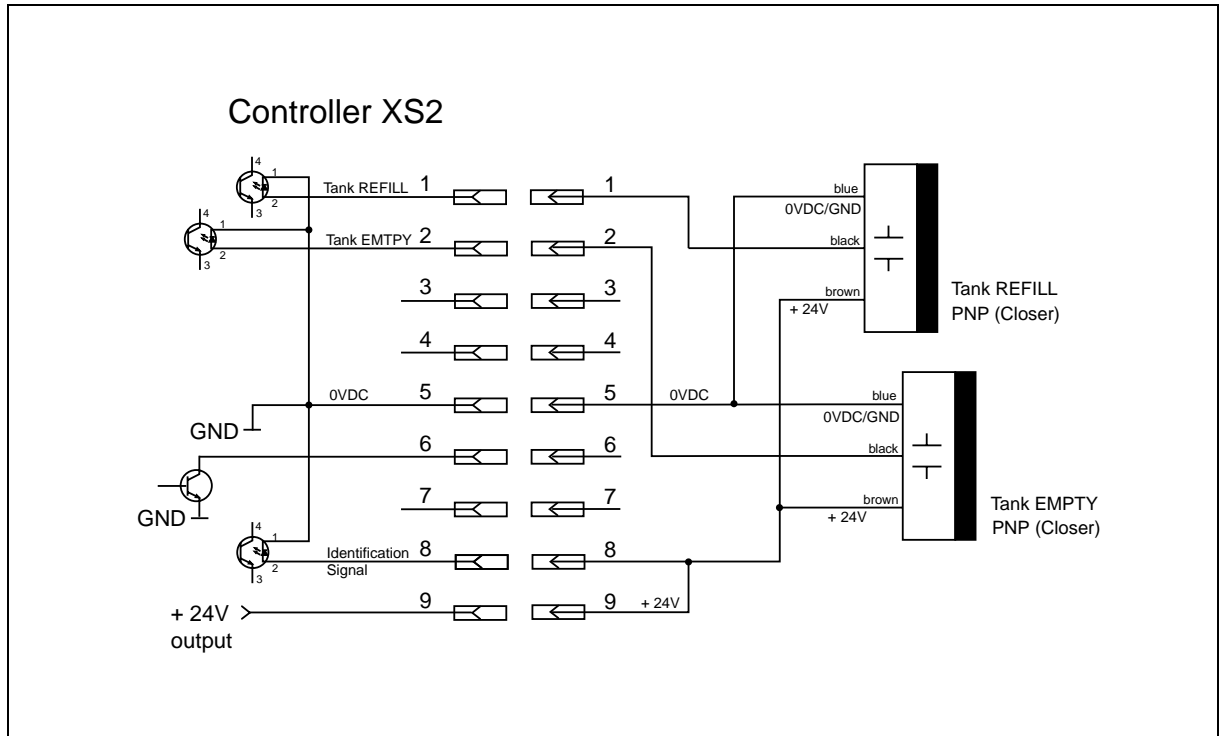 Controller XS2
4
1
2
3
Tank REFILL 1
1
4
1
2
3
Tank EMTPY 2
2
3
3
4
4
0VDC 5
5 0VDC
GND
6
6
GND
7
7
4
1
2
3
Identification
Signal
8
8
+ 24V
output
9
9 + 24V
blue
0VDC/GND
black
brown
+ 24V
Tank REFILL
PNP (Closer)
blue
0VDC/GND
black
brown
+ 24V
Tank EMPTY
PNP (Closer)